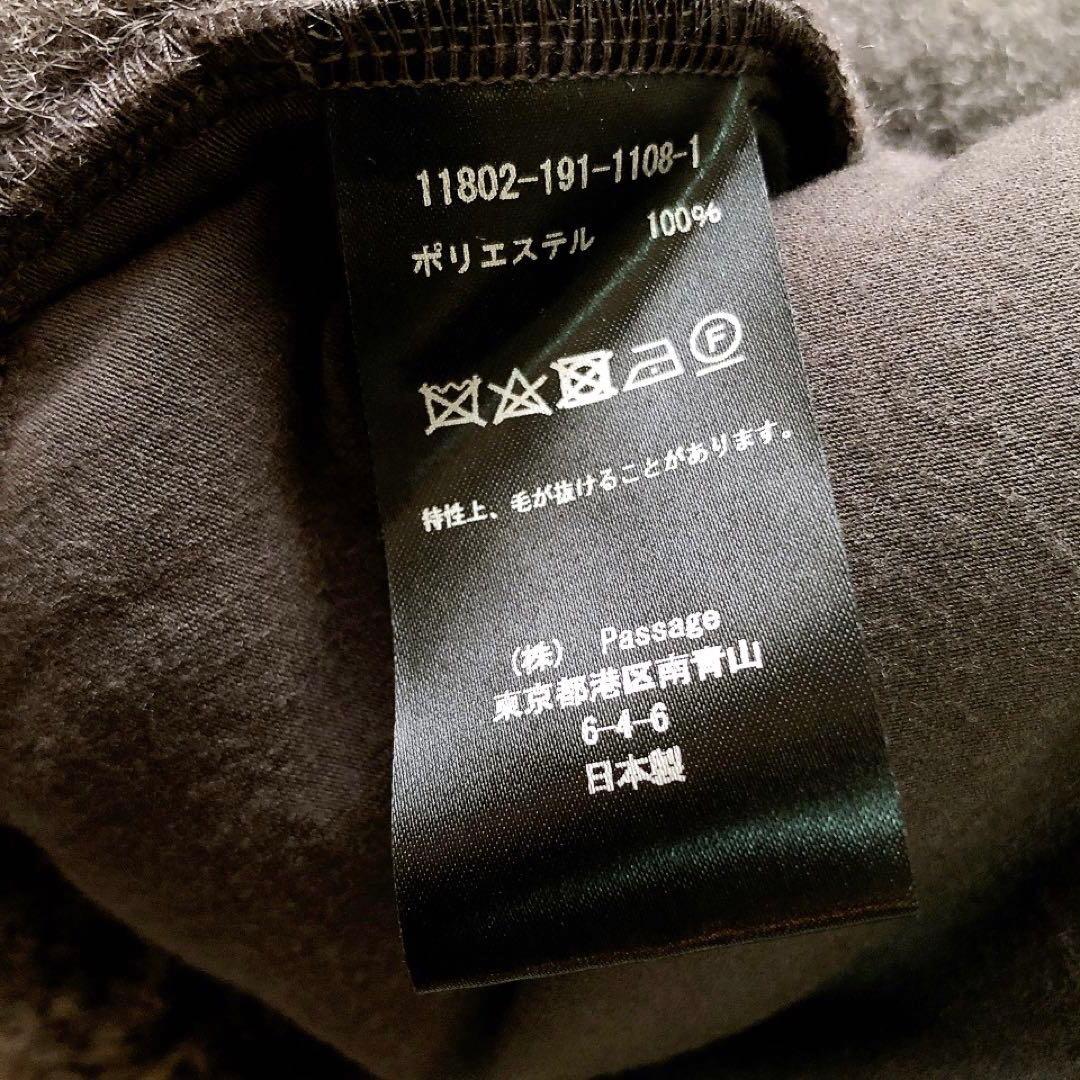 11802-191-1108-1
ポリエステル 100%
F
特性上、毛が抜けることがあります。
(株) Passage
東京都港区南青山
6-4-6
日本製